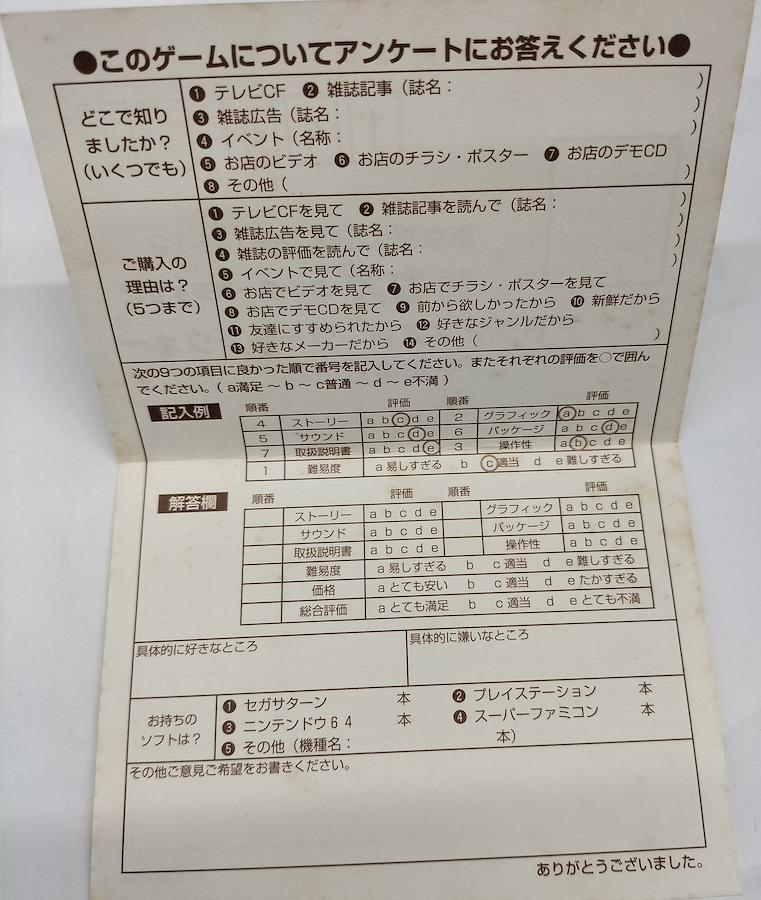 ●このゲームについてアンケートにお答えください●
どこで知り
ましたか？
(いくつでも)
❶ テレビCF ❷ 雑誌記事（誌名： ）
❸ 雑誌広告（誌名： ）
❹ イベント（名称： ）
❺ お店のビデオ ❻ お店のチラシ・ポスター ❼ お店のデモCD
❽ その他（ ）
ご購入の
理由は？
(5つまで)
❶ テレビCFを見て ❷ 雑誌記事を読んで（誌名： ）
❸ 雑誌広告を見て（誌名： ）
❹ 雑誌の評価を読んで（誌名： ）
❺ イベントで見て（名称： ）
❻ お店でビデオを見て ❼ お店でチラシ・ポスターを見て
❽ お店でデモCDを見て ❾ 前から欲しかったから ❿ 新鮮だから
⓫ 友達にすすめられたから ⓬ 好きなジャンルだから
⓭ 好きなメーカーだから ⓮ その他（ ）
次の9つの項目に良かった順で番号を記入してください。またそれぞれの評価を○で囲ん
でください。（ a満足 〜 b 〜 c普通 〜 d 〜 e不満 ）
記入例
順番 評価 順番 評価
4 ストーリー a b c d e 2 グラフィック a b c d e
5 サウンド a b c d e 6 パッケージ a b c d e
7 取扱説明書 a b c d e 3 操作性 a b c d e
1 難易度 a 易しすぎる b c 適当 d e 難しすぎる
解答欄
順番 評価 順番 評価
ストーリー a b c d e グラフィック a b c d e
サウンド a b c d e パッケージ a b c d e
取扱説明書 a b c d e 操作性 a b c d e
難易度 a 易しすぎる b c 適当 d e 難しすぎる
価格 a とても安い b c 適当 d e たかすぎる
総合評価 a とても満足 b c 適当 d e とても不満
具体的に好きなところ
具体的に嫌いなところ
お持ちの
ソフトは？
❶ セガサターン 本 ❷ プレイステーション 本
❸ ニンテンドウ６４ 本 ❹ スーパーファミコン 本
❺ その他（機種名： 本）
その他ご意見ご希望をお書きください。
ありがとうございました。